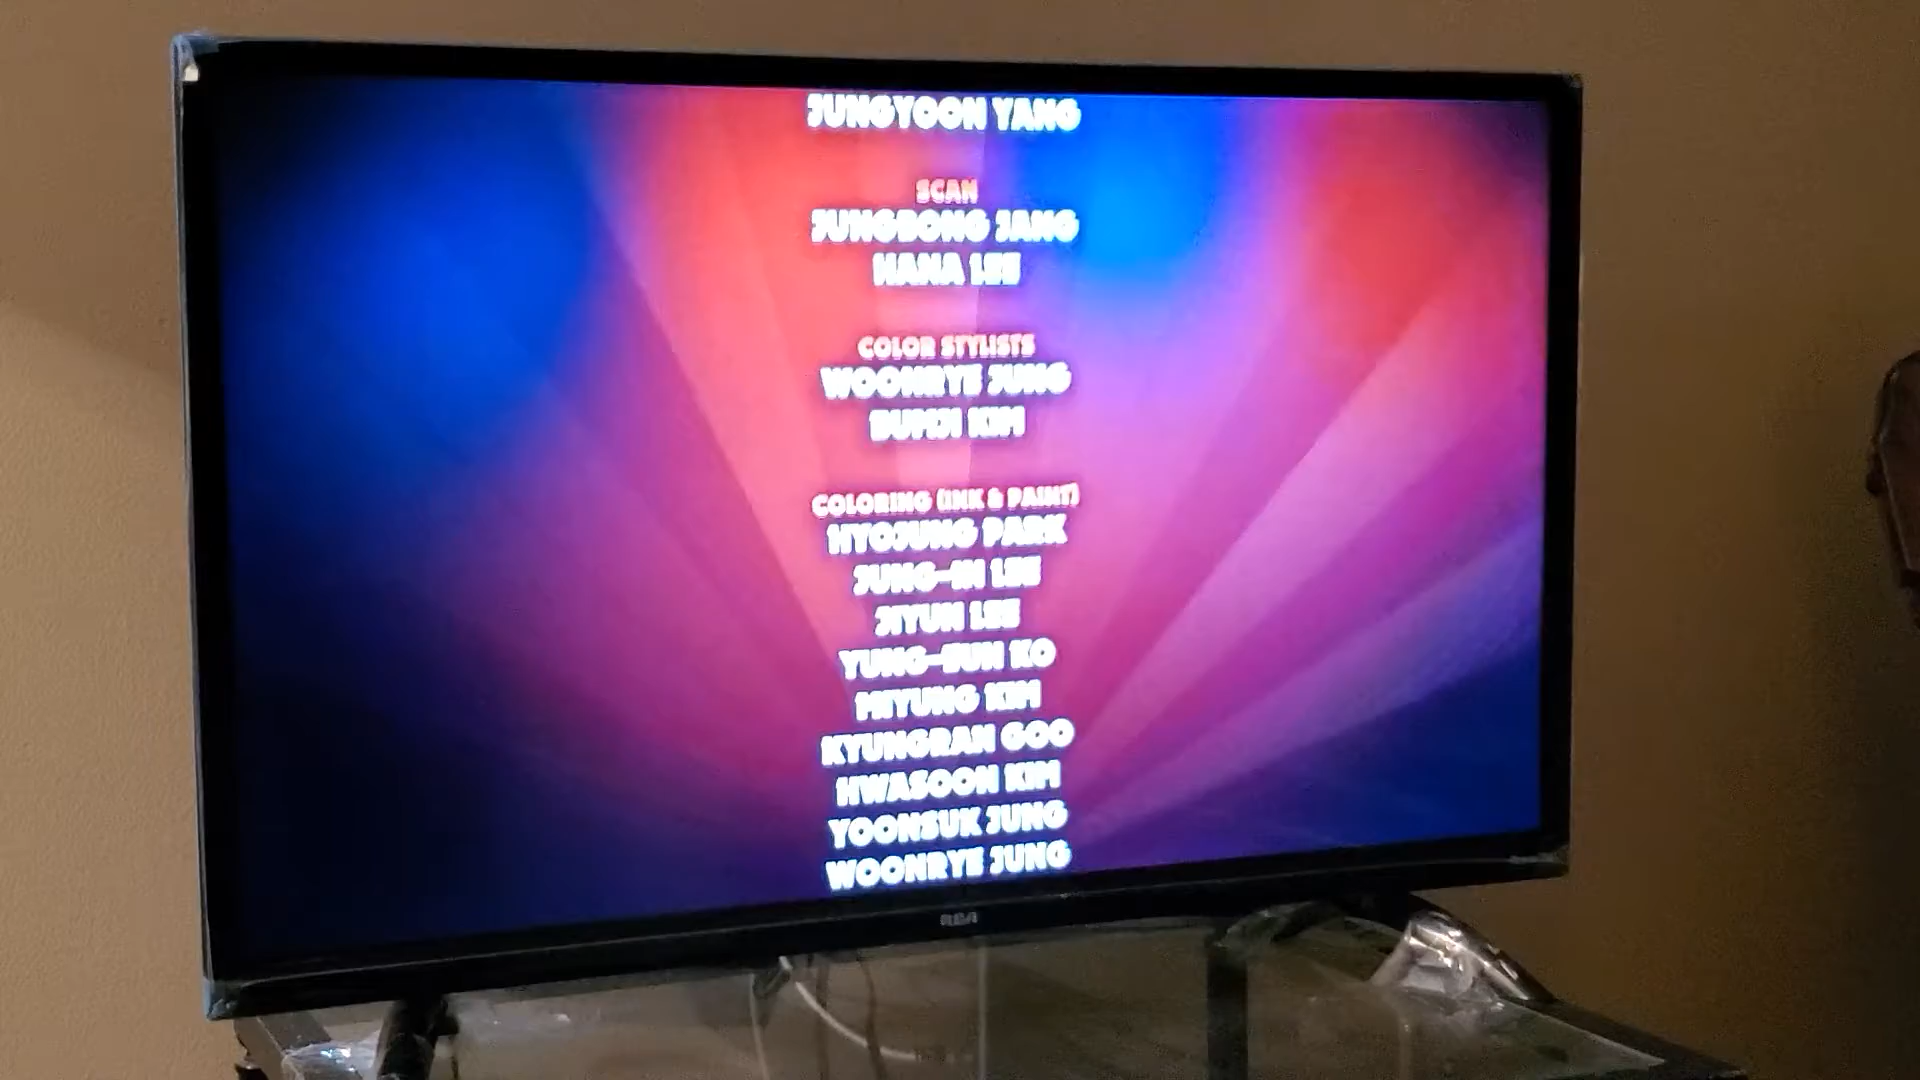 JUNGYOON YANG
SCAN
JUNGBONG JANG
HANA LEE
COLOR STYLISTS
WOONRYE JUNG
BUMJI KIM
COLORING (INK & PAINT)
HYOJUNG PARK
JUNG-IN LEE
JIYUN LEE
YUNG-SUN KO
MIYUNG KIM
KYUNGRAN GOO
HWASOON KIM
YOONSUK JUNG
WOONRYE JUNG
RCA